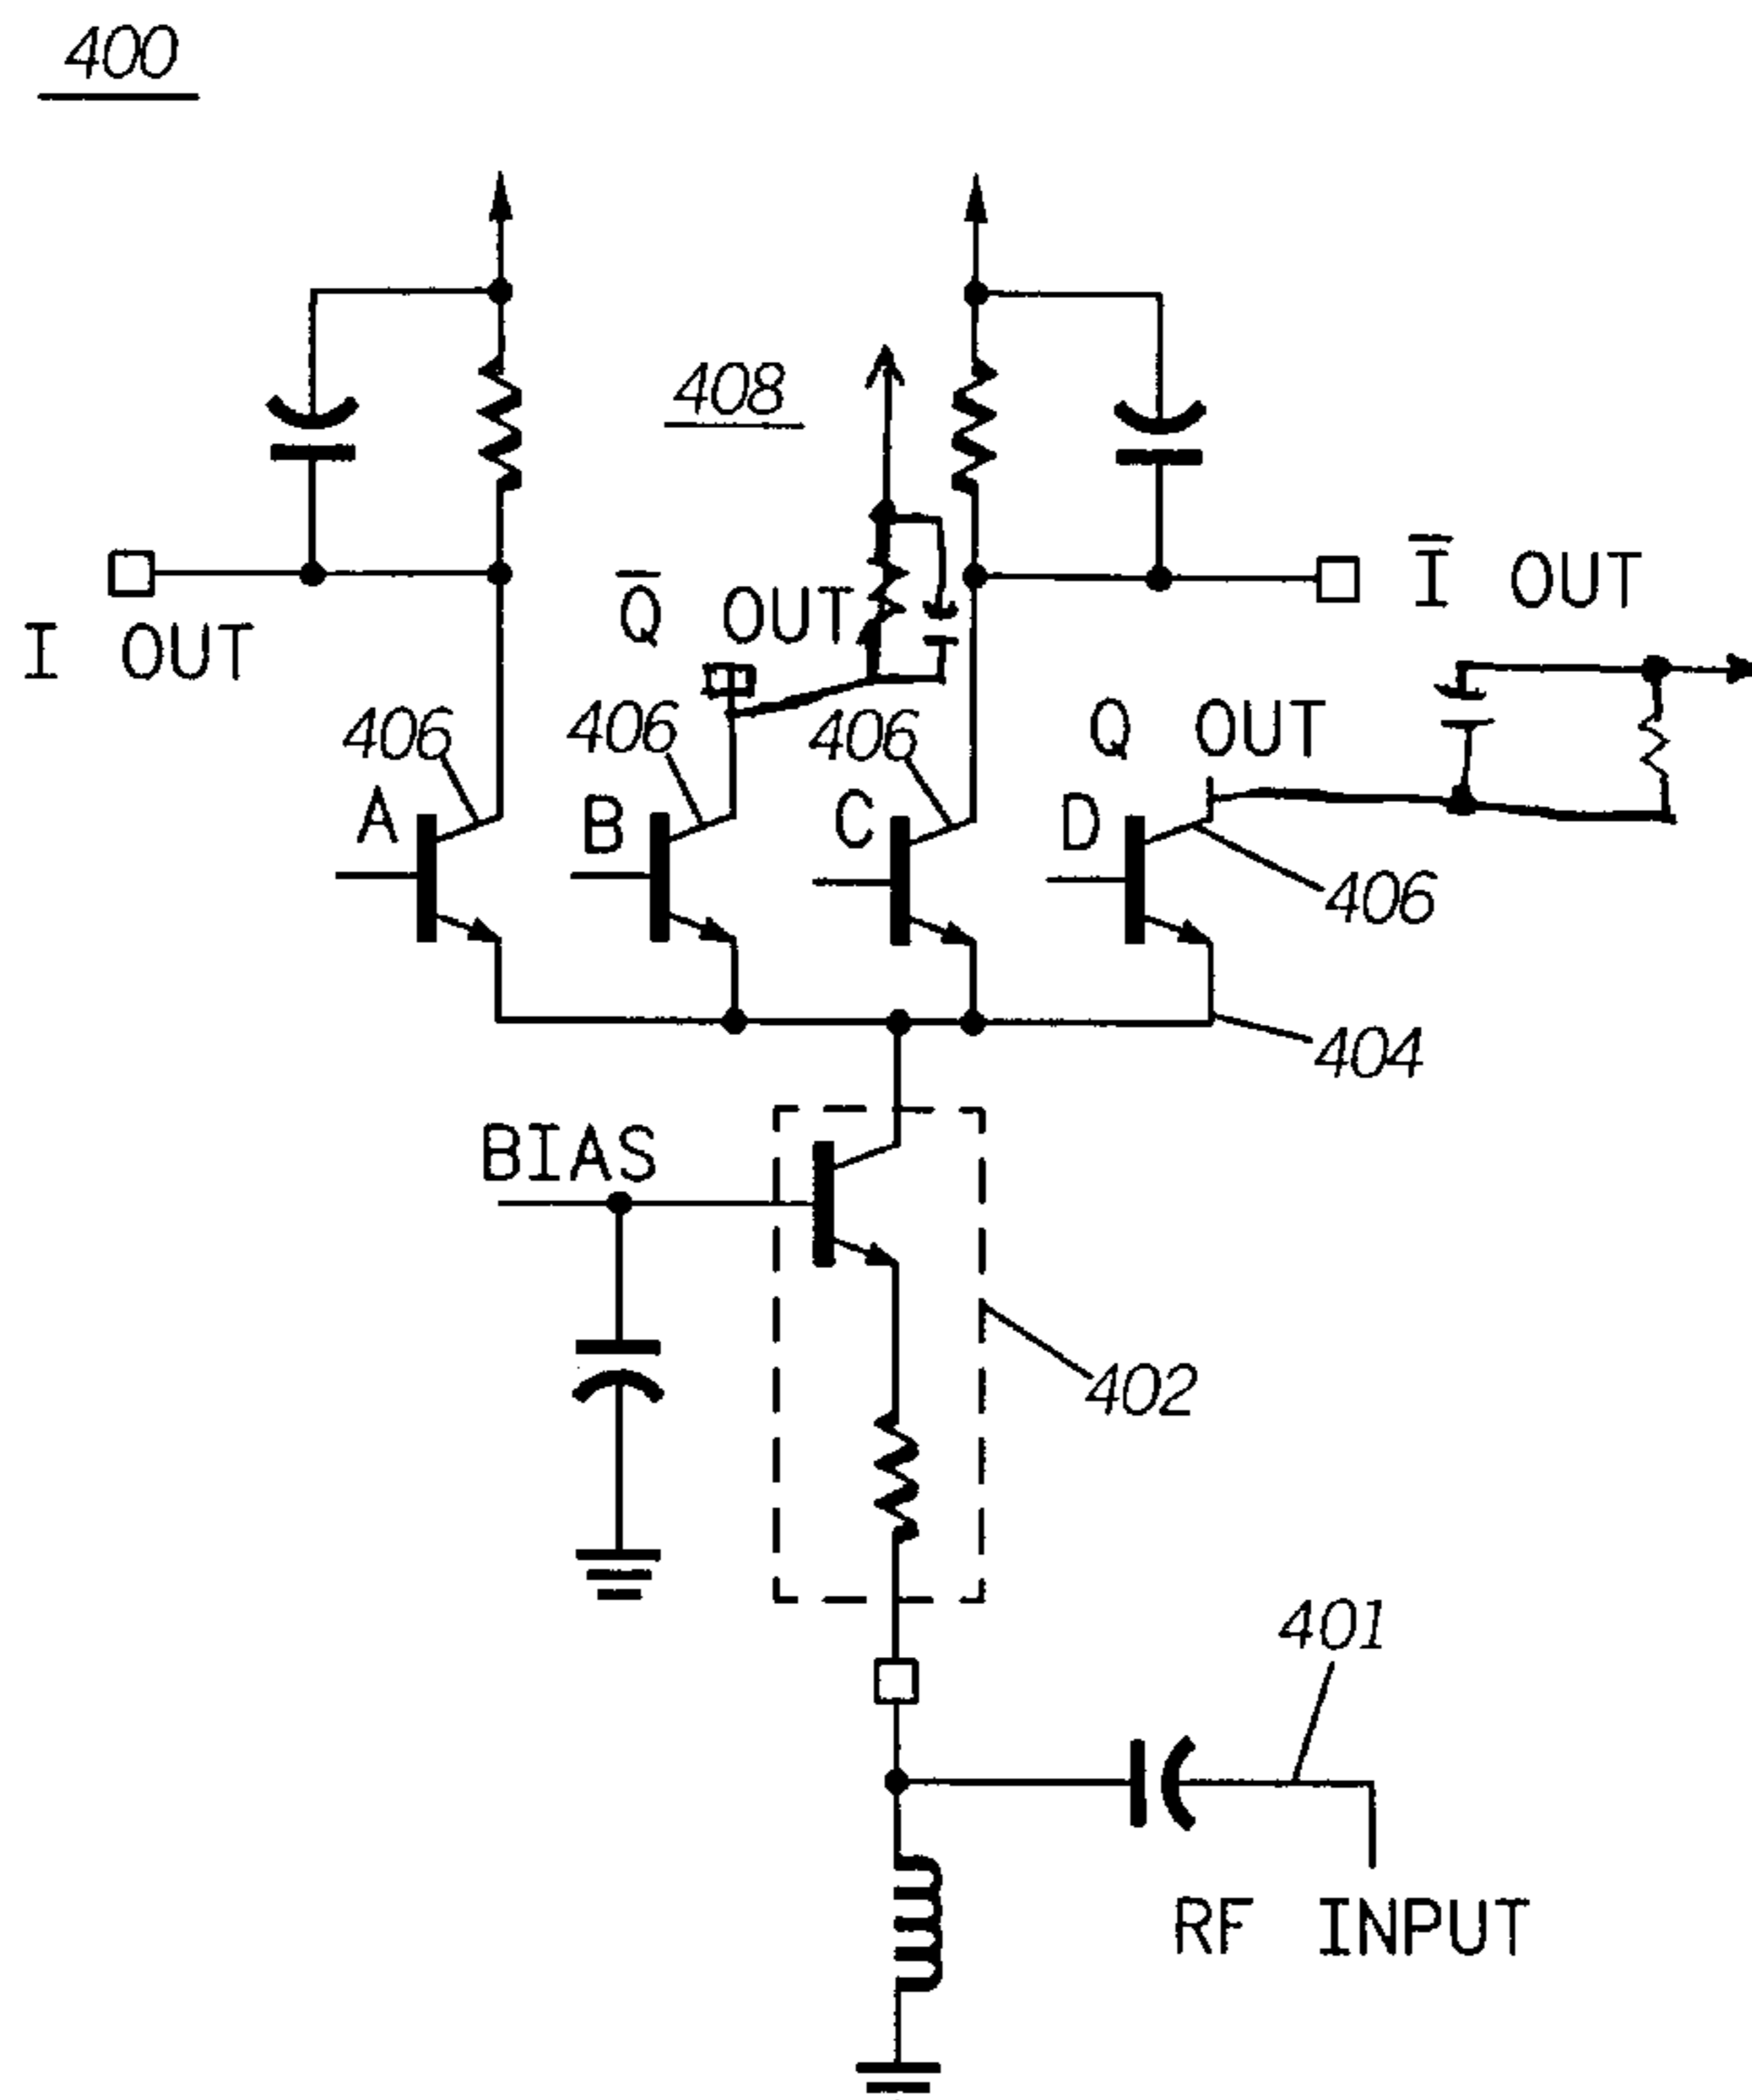 400
408
I̅ OUT
Q̅ OUT
I OUT
406
406
406
Q OUT
A
B
C
D
406
404
BIAS
402
401
RF INPUT